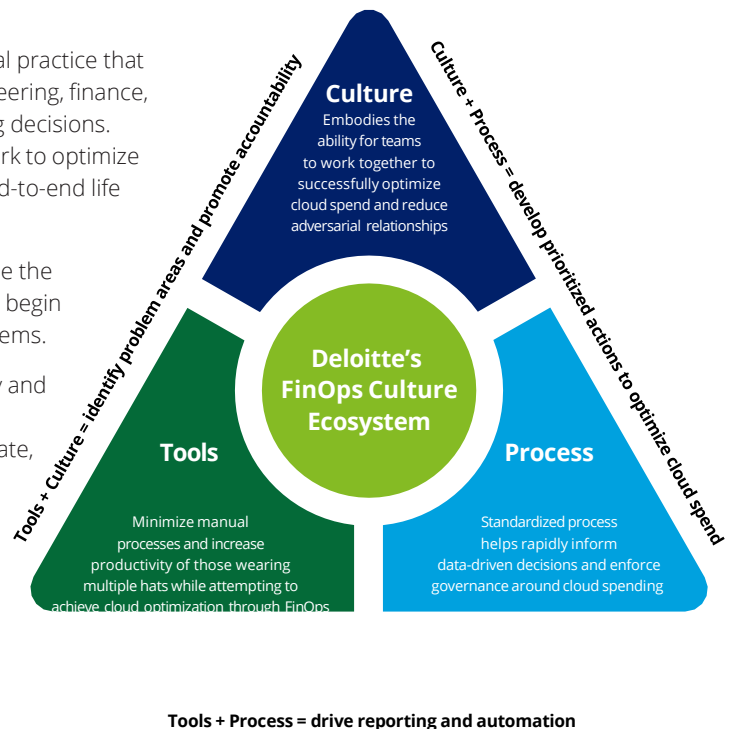 al practice that
eering, finance,
g decisions.
rk to optimize
d-to-end life
e the
begin
ems.
y and
ate,
Tools + Culture = identify problem areas and promote accountability
Culture
Embodies the
ability for teams
to work together to
successfully optimize
cloud spend and reduce
adversarial relationships
Culture + Process = develop prioritized actions to optimize cloud spend
Deloitte’s
FinOps Culture
Ecosystem
Tools
Minimize manual
processes and increase
productivity of those wearing
multiple hats while attempting to
achieve cloud optimization through FinOps
Process
Standardized process
helps rapidly inform
data-driven decisions and enforce
governance around cloud spending
Tools + Process = drive reporting and automation